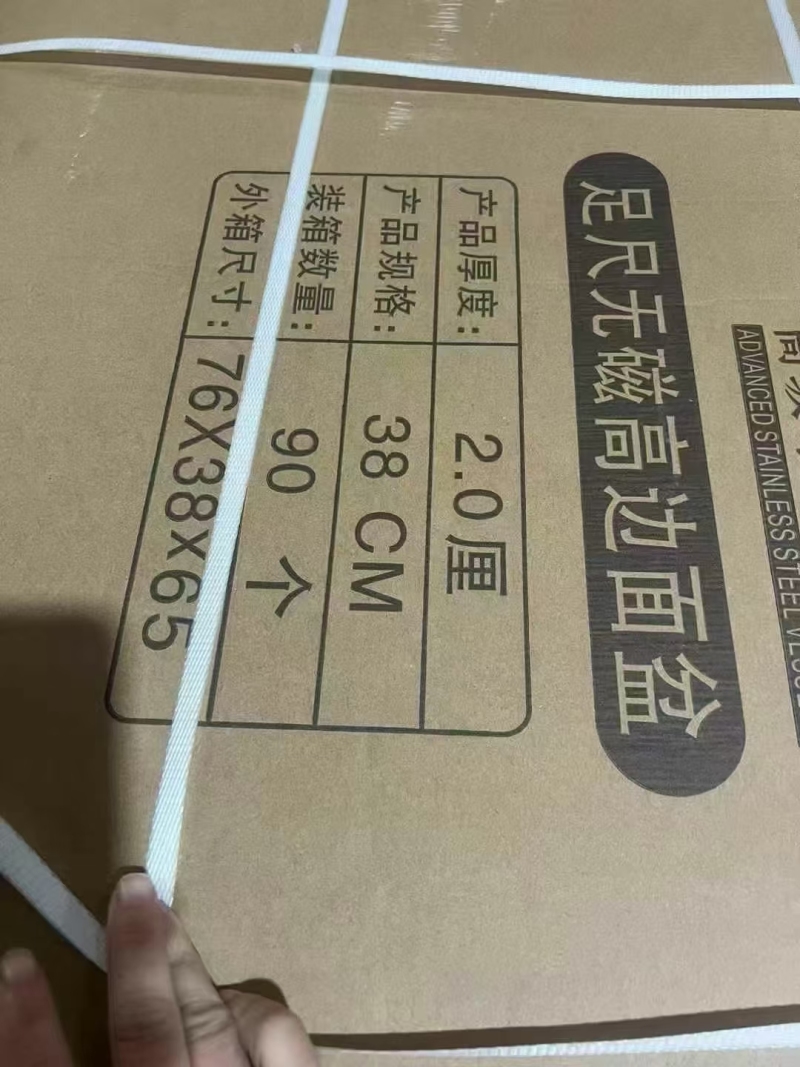 ADVANCED STAINLESS STEEL
足尺无磁高边面盆
产品厚度: 2.0厘
产品规格: 38 CM
装箱数量: 90 个
外箱尺寸: 76X38X65